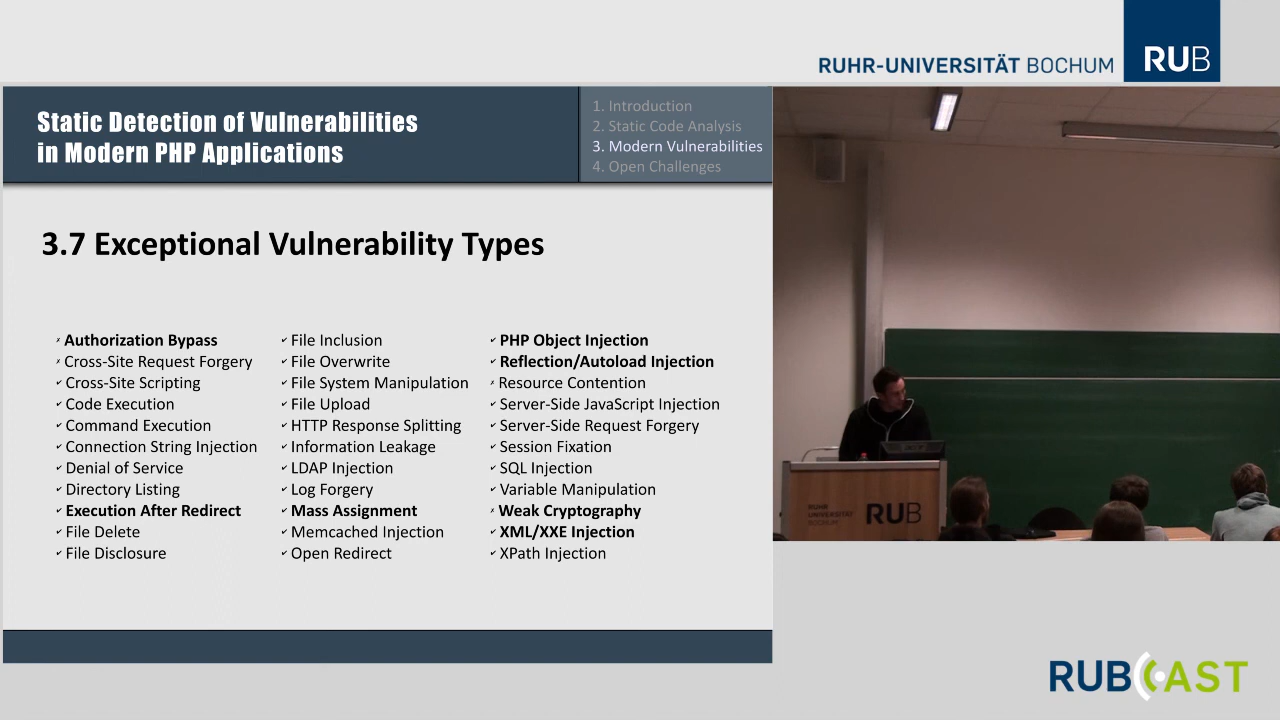 RUHR-UNIVERSITÄT BOCHUM
RUB
Static Detection of Vulnerabilities
in Modern PHP Applications
1. Introduction
2. Static Code Analysis
3. Modern Vulnerabilities
4. Open Challenges
3.7 Exceptional Vulnerability Types
✗ Authorization Bypass
✗ Cross-Site Request Forgery
✓ Cross-Site Scripting
✓ Code Execution
✓ Command Execution
✓ Connection String Injection
✓ Denial of Service
✓ Directory Listing
✓ Execution After Redirect
✓ File Delete
✓ File Disclosure
✓ File Inclusion
✓ File Overwrite
✓ File System Manipulation
✓ File Upload
✓ HTTP Response Splitting
✓ Information Leakage
✓ LDAP Injection
✓ Log Forgery
✓ Mass Assignment
✓ Memcached Injection
✓ Open Redirect
✓ PHP Object Injection
✓ Reflection/Autoload Injection
✗ Resource Contention
✓ Server-Side JavaScript Injection
✓ Server-Side Request Forgery
✓ Session Fixation
✓ SQL Injection
✓ Variable Manipulation
✗ Weak Cryptography
✓ XML/XXE Injection
✓ XPath Injection
RUHR-UNIVERSITÄT
BOCHUM
RUB
RUBCAST